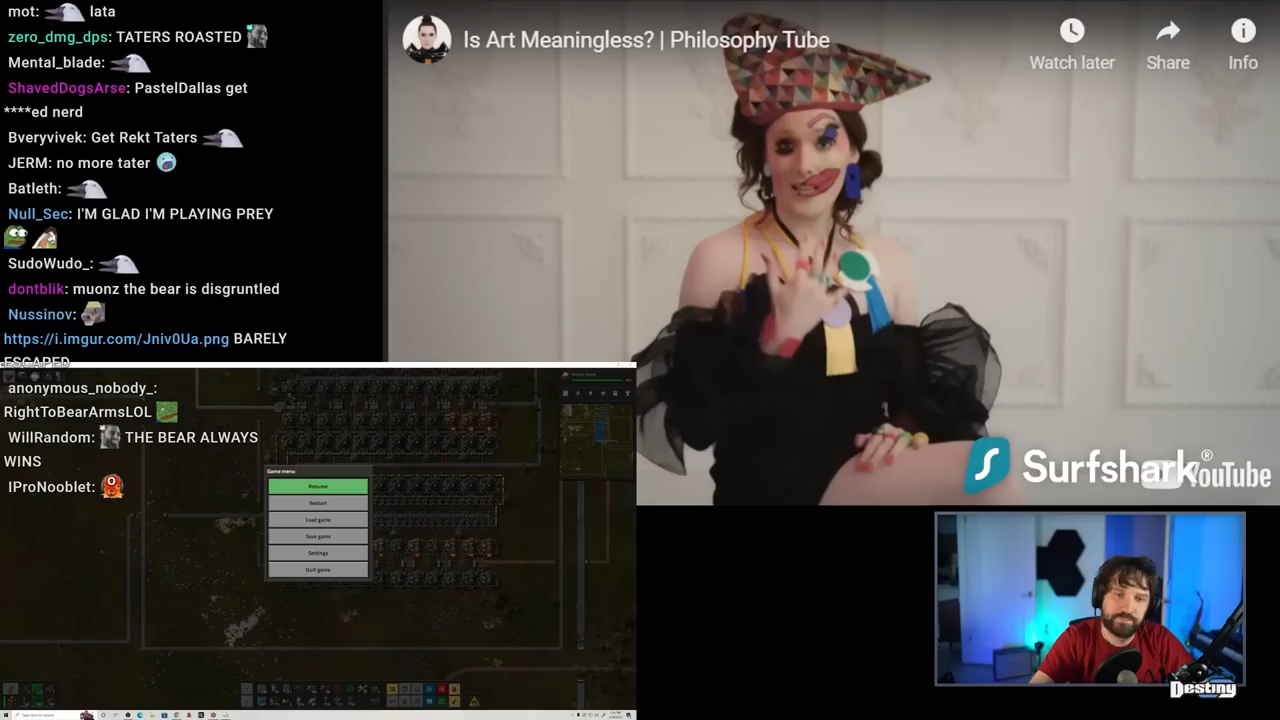 mot: lata
zero_dmg_dps: TATERS ROASTED
Mental_blade:
ShavedDogsArse: PastelDallas get
****ed nerd
Bveryvivek: Get Rekt Taters
JERM: no more tater
Batleth:
Null_Sec: I'M GLAD I'M PLAYING PREY
SudoWudo_:
dontblik: muonz the bear is disgruntled
Nussinov:
https://i.imgur.com/Jniv0Ua.png BARELY
ESCAPED
anonymous_nobody_:
RightToBearArmsLOL
WillRandom: THE BEAR ALWAYS
WINS
IProNooblet:
Is Art Meaningless? | Philosophy Tube
Watch later
Share
Info
Surfshark®
YouTube
Game menu
Resume
Restart
Load game
Save game
Settings
Quit game
Destiny